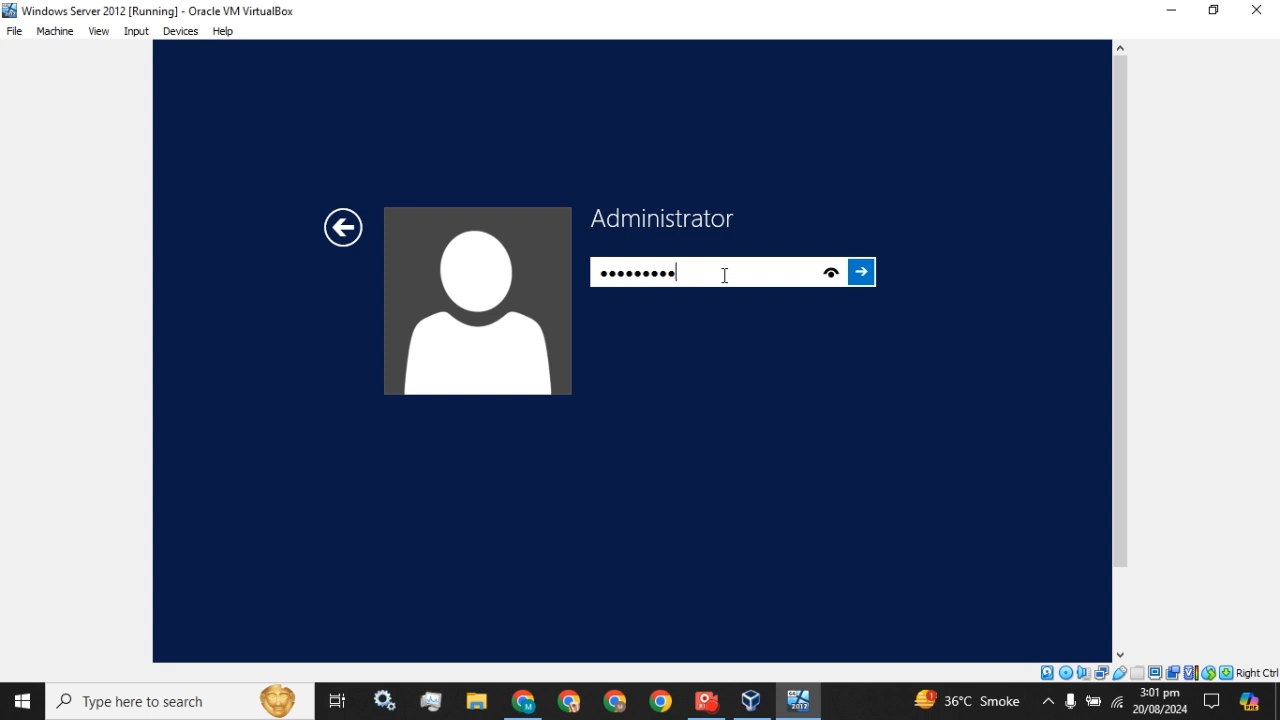 Windows Server 2012 [Running] - Oracle VM VirtualBox
File Machine View Input Devices Help
Administrator
•••••••••
Right Ctrl
Type here to search
2012
36°C Smoke
3:01 pm
20/08/2024